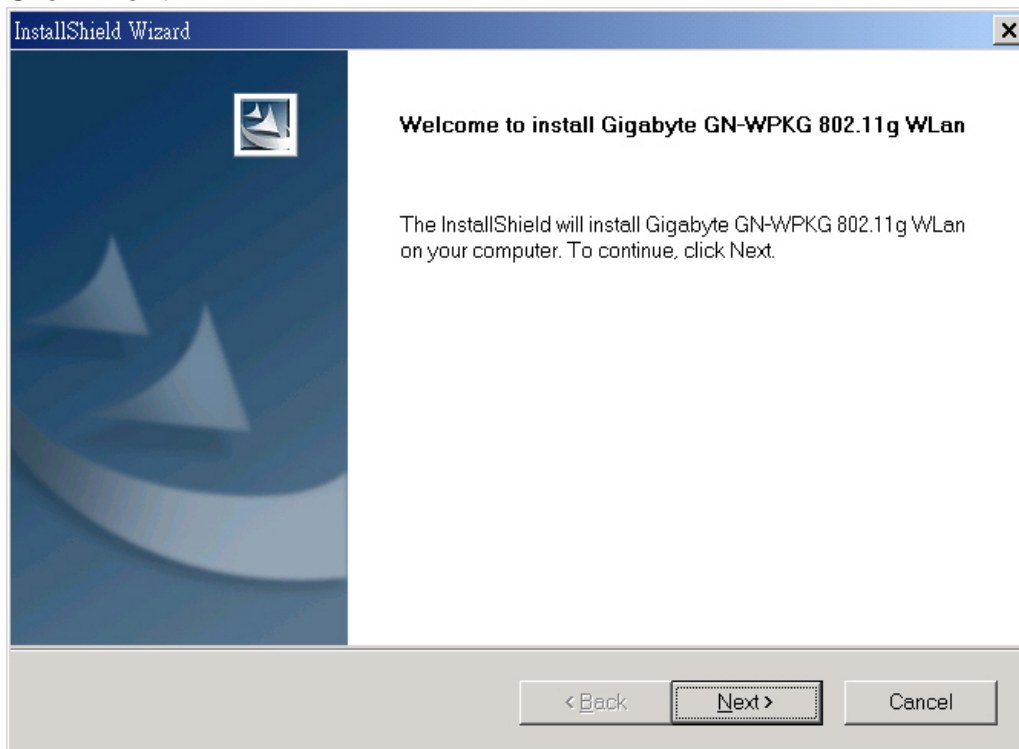 InstallShield Wizard
Welcome to install Gigabyte GN-WPKG 802.11g WLan
The InstallShield will install Gigabyte GN-WPKG 802.11g WLan
on your computer. To continue, click Next.
< Back Next > Cancel